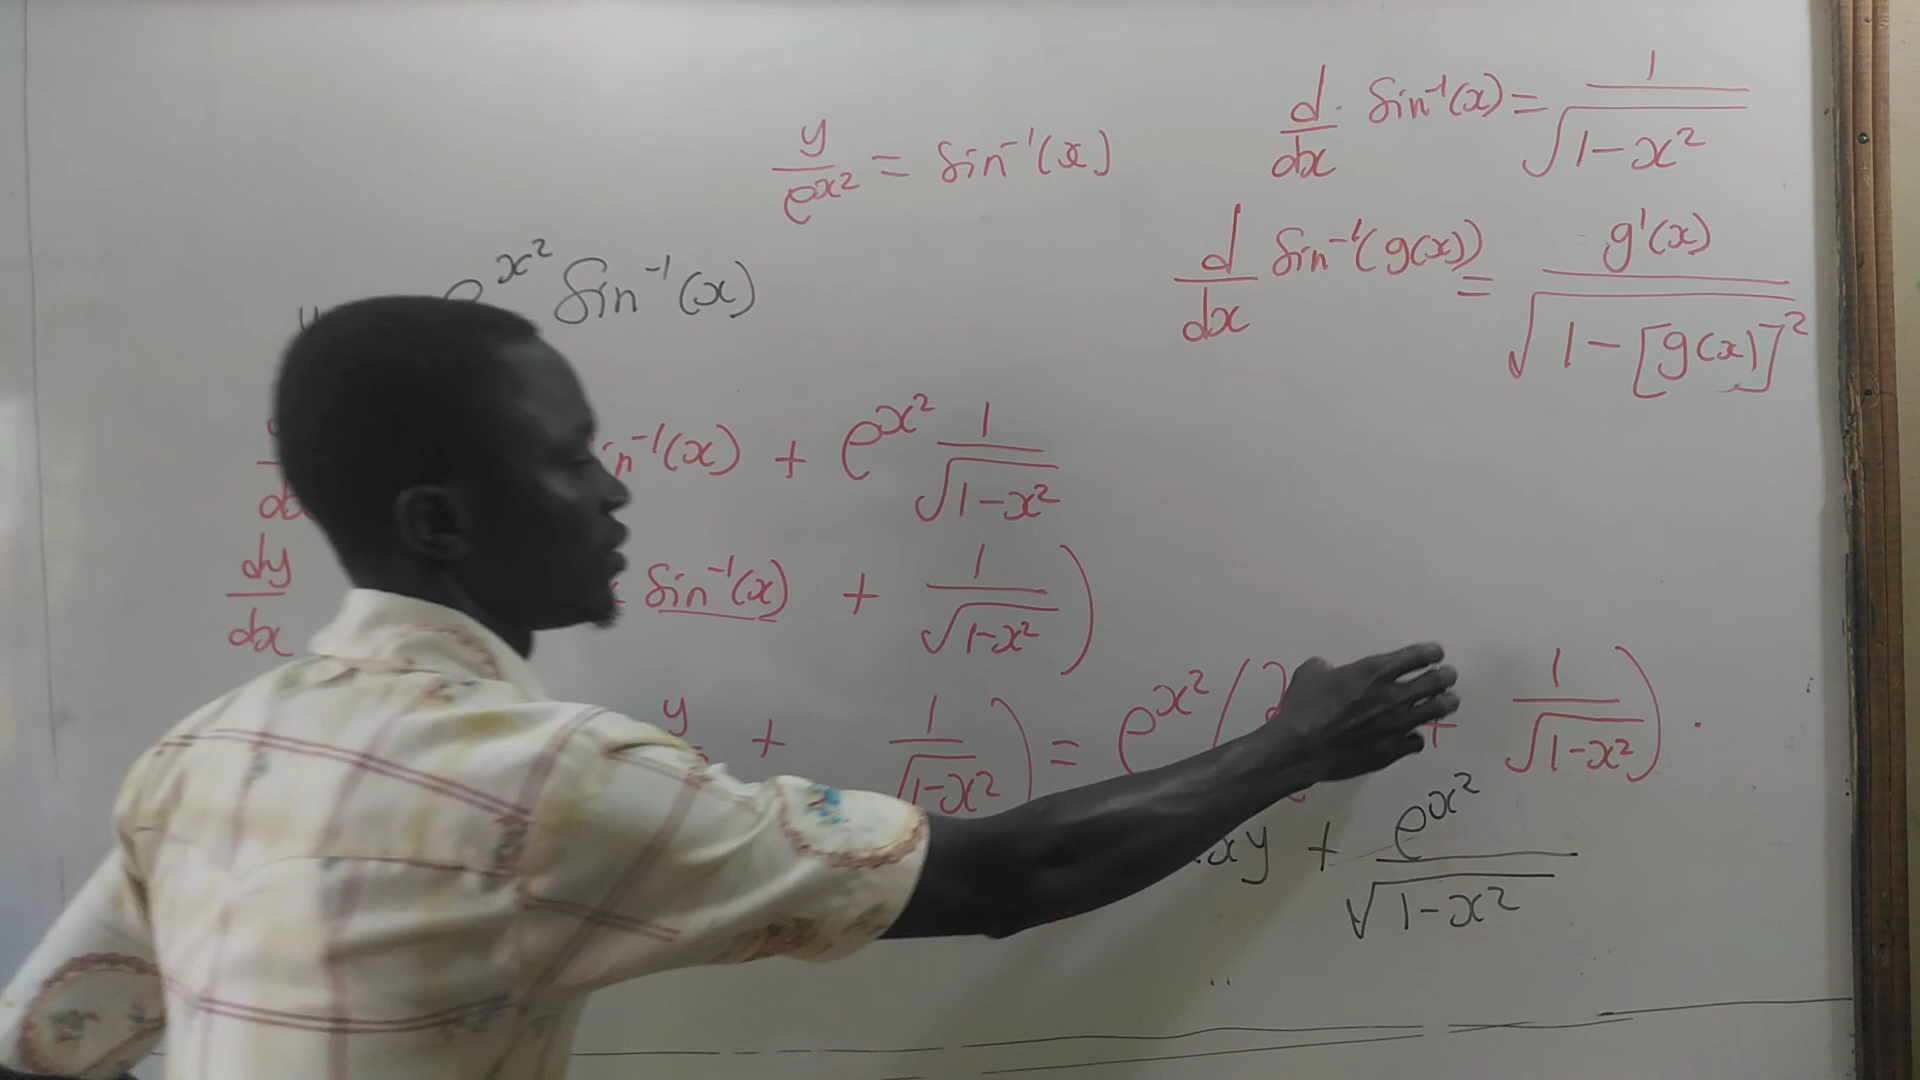 d/dx Sin⁻¹(x) = 1/√(1-x²)
y/e^x² = Sin⁻¹(x)
d/dx Sin⁻¹(g(x)) = g'(x)/√(1-[g(x)]²)
e^x² Sin⁻¹(x)
in⁻¹(x) + e^x² 1/√(1-x²)
dy/dx Sin⁻¹(x) + 1/√(1-x²))
y + 1/√(1-x²)) = e^x² (2 + 1/√(1-x²)).
xy + e^x²/√(1-x²)